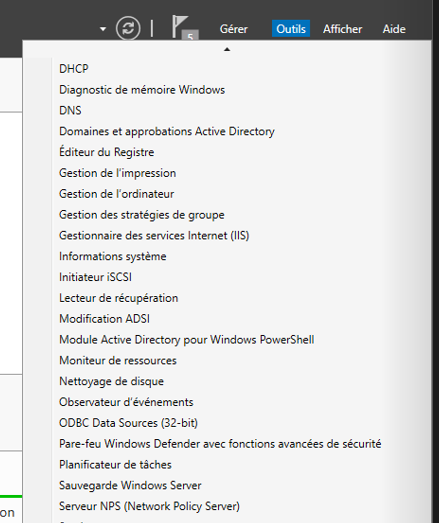 5
Gérer
Outils
Afficher
Aide
DHCP
Diagnostic de mémoire Windows
DNS
Domaines et approbations Active Directory
Éditeur du Registre
Gestion de l'impression
Gestion de l'ordinateur
Gestion des stratégies de groupe
Gestionnaire des services Internet (IIS)
Informations système
Initiateur iSCSI
Lecteur de récupération
Modification ADSI
Module Active Directory pour Windows PowerShell
Moniteur de ressources
Nettoyage de disque
Observateur d'événements
ODBC Data Sources (32-bit)
Pare-feu Windows Defender avec fonctions avancées de sécurité
Planificateur de tâches
Sauvegarde Windows Server
Serveur NPS (Network Policy Server)
on